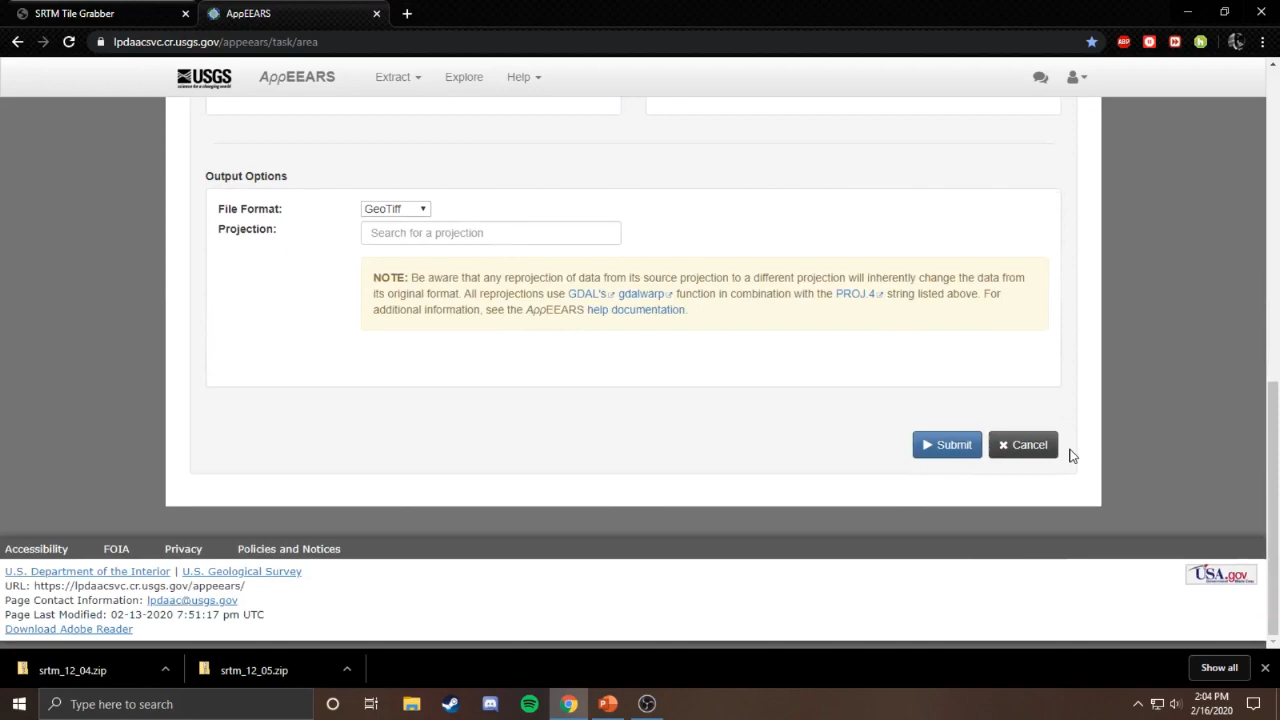 SRTM Tile Grabber
AppEEARS
lpdaacsvc.cr.usgs.gov/appeears/task/area
ABP
USGS
science for a changing world
AppEEARS
Extract
Explore
Help
Output Options
File Format:
GeoTiff
Projection:
Search for a projection
NOTE: Be aware that any reprojection of data from its source projection to a different projection will inherently change the data from
its original format. All reprojections use GDAL's gdalwarp function in combination with the PROJ.4 string listed above. For
additional information, see the AppEEARS help documentation.
Submit
Cancel
Accessibility FOIA Privacy Policies and Notices
U.S. Department of the Interior | U.S. Geological Survey
URL: https://lpdaacsvc.cr.usgs.gov/appeears/
Page Contact Information: lpdaac@usgs.gov
Page Last Modified: 02-13-2020 7:51:17 pm UTC
Download Adobe Reader
USA.gov
srtm_12_04.zip
srtm_12_05.zip
Show all
Type here to search
2:04 PM
2/16/2020